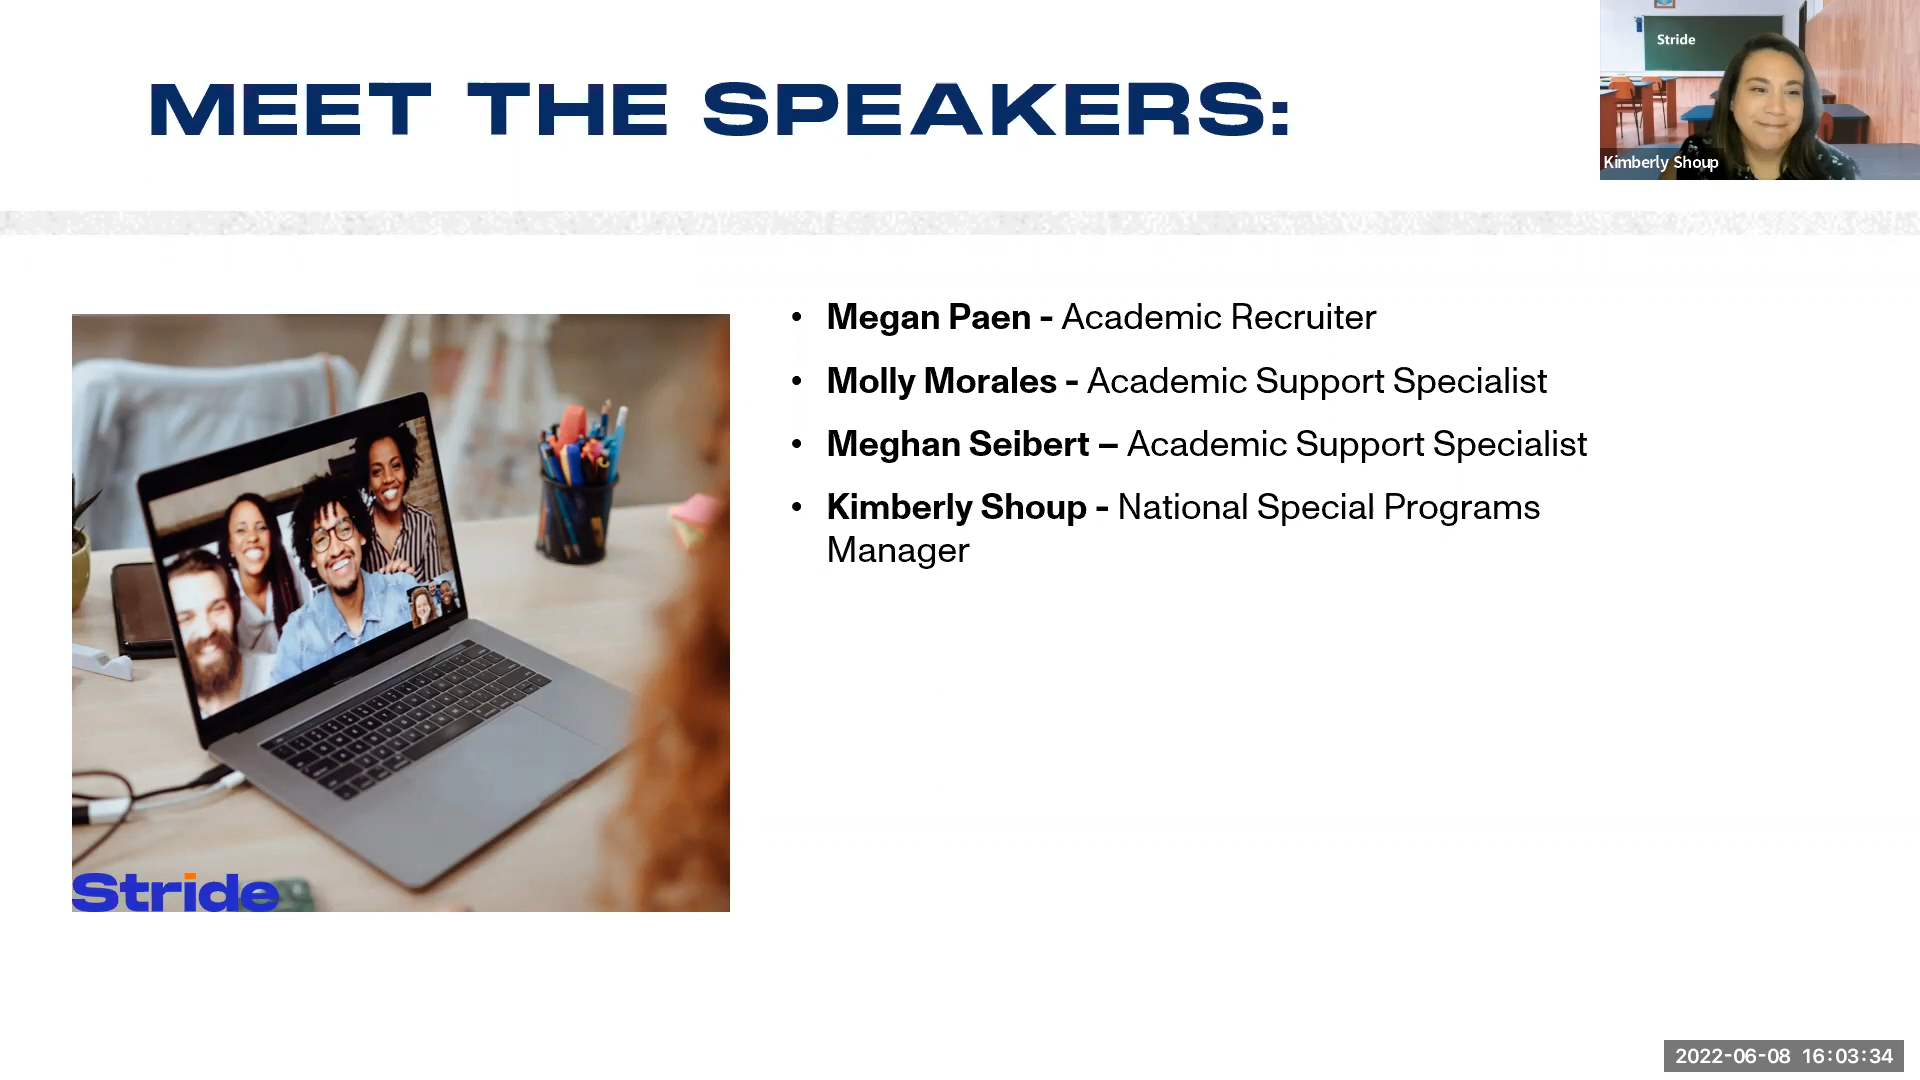 Stride
MEET THE SPEAKERS:
Kimberly Shoup
• Megan Paen - Academic Recruiter
• Molly Morales - Academic Support Specialist
• Meghan Seibert – Academic Support Specialist
• Kimberly Shoup - National Special Programs
Manager
Stride
2022-06-08 16:03:34